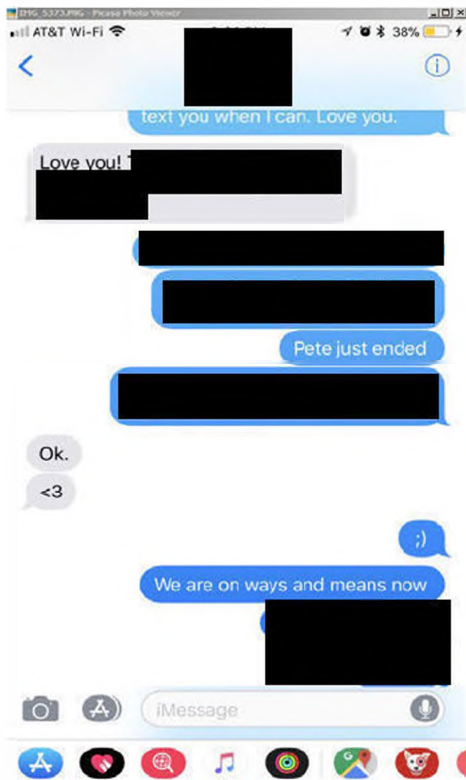 IMG_5373.PNG - Picasa Photo Viewer
AT&T Wi-Fi
38%
text you when I can. Love you.
Love you!
Pete just ended
Ok.
<3
;)
We are on ways and means now
iMessage